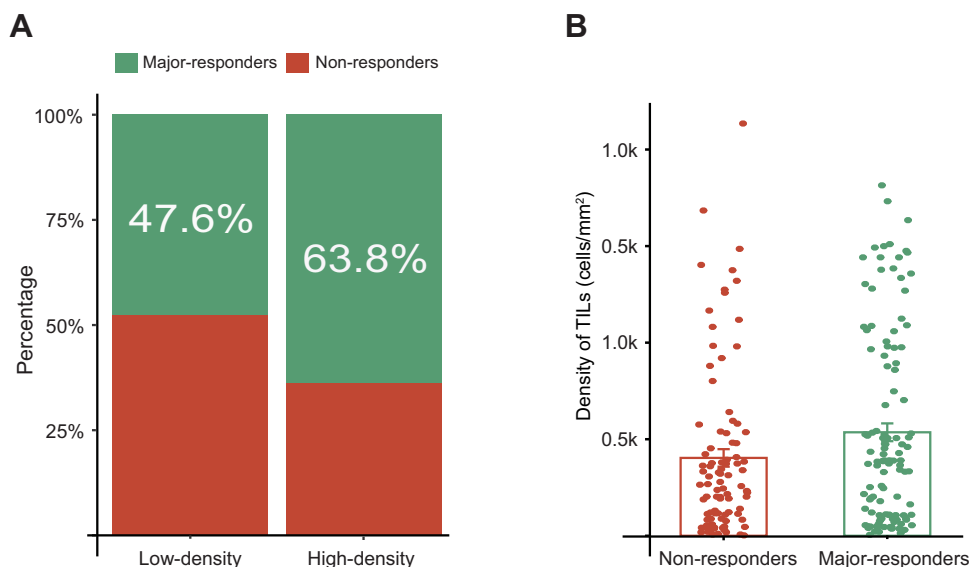 A
Major-responders Non-responders
Percentage
100%
75%
50%
25%
47.6%
63.8%
Low-density High-density
B
Density of TILs (cells/mm²)
1.0k
0.5k
1.0k
0.5k
Non-responders Major-responders